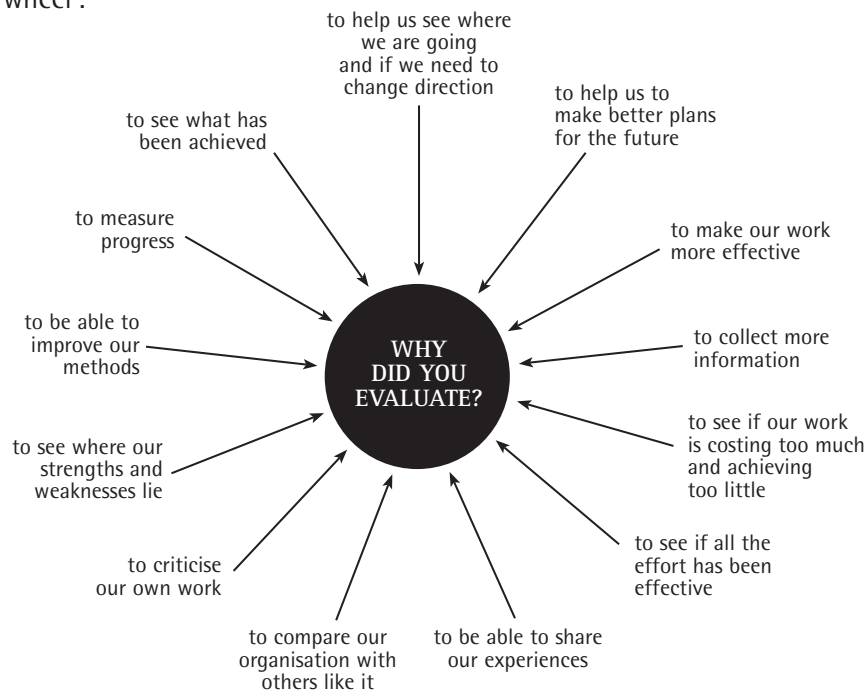 wheel'.
to help us see where
we are going
and if we need to
change direction
to help us to
make better plans
for the future
to make our work
more effective
to collect more
information
to see if our work
is costing too much
and achieving
too little
to see if all the
effort has been
effective
to be able to share
our experiences
to compare our
organisation with
others like it
to criticise
our own work
to see where our
strengths and
weaknesses lie
to be able to
improve our
methods
to measure
progress
to see what has
been achieved
WHY
DID YOU
EVALUATE?